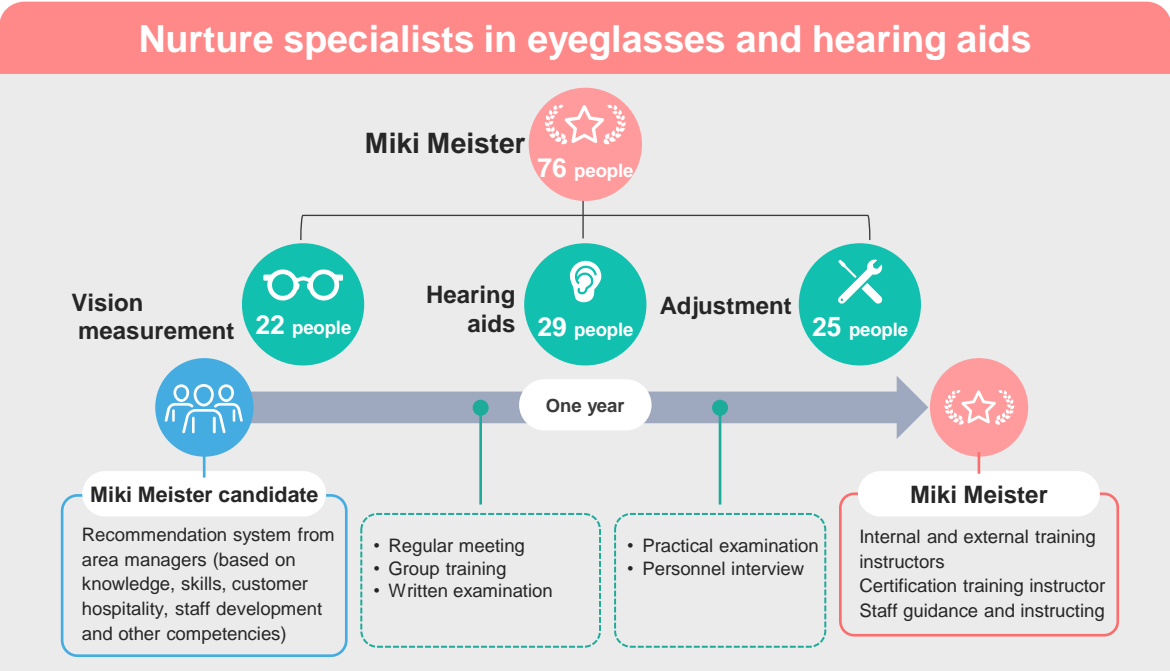 Nurture specialists in eyeglasses and hearing aids
Miki Meister
76 people
Vision
measurement
22 people
Hearing
aids
29 people
Adjustment
25 people
One year
Miki Meister candidate
Recommendation system from
area managers (based on
knowledge, skills, customer
hospitality, staff development
and other competencies)
• Regular meeting
• Group training
• Written examination
• Practical examination
• Personnel interview
Miki Meister
Internal and external training
instructors
Certification training instructor
Staff guidance and instructing